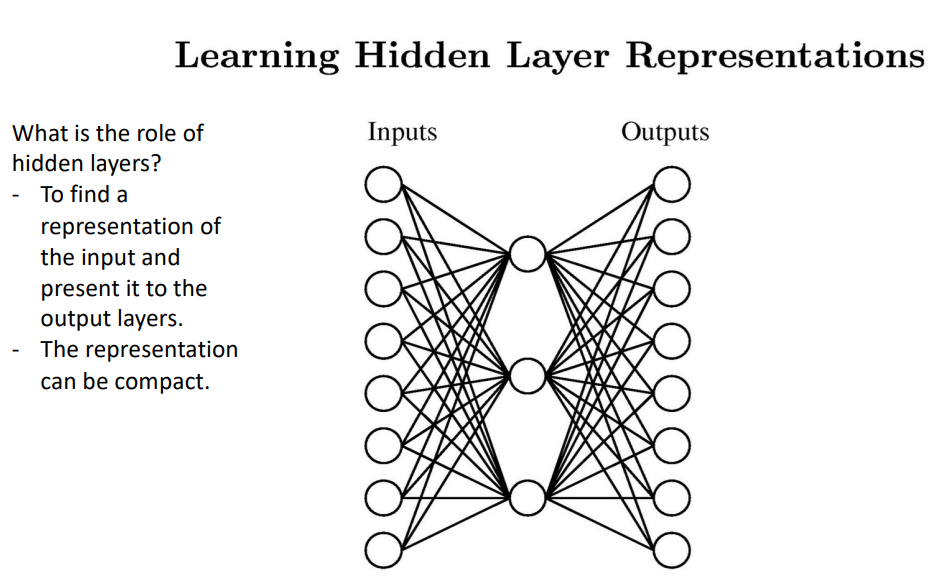 Learning Hidden Layer Representations
What is the role of
hidden layers?
- To find a
representation of
the input and
present it to the
output layers.
- The representation
can be compact.
Inputs
Outputs